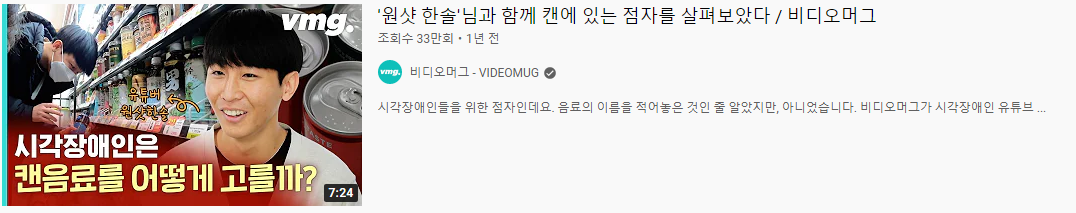 vmg.
유튜버
원샷한솔
시각장애인은
캔음료를 어떻게 고를까?
7:24
'원샷 한솔'님과 함께 캔에 있는 점자를 살펴보았다 / 비디오머그
조회수 33만회 • 1년 전
vmg. 비디오머그 - VIDEOMUG
시각장애인들을 위한 점자인데요. 음료의 이름을 적어놓은 것인 줄 알았지만, 아니었습니다. 비디오머그가 시각장애인 유튜브 ...